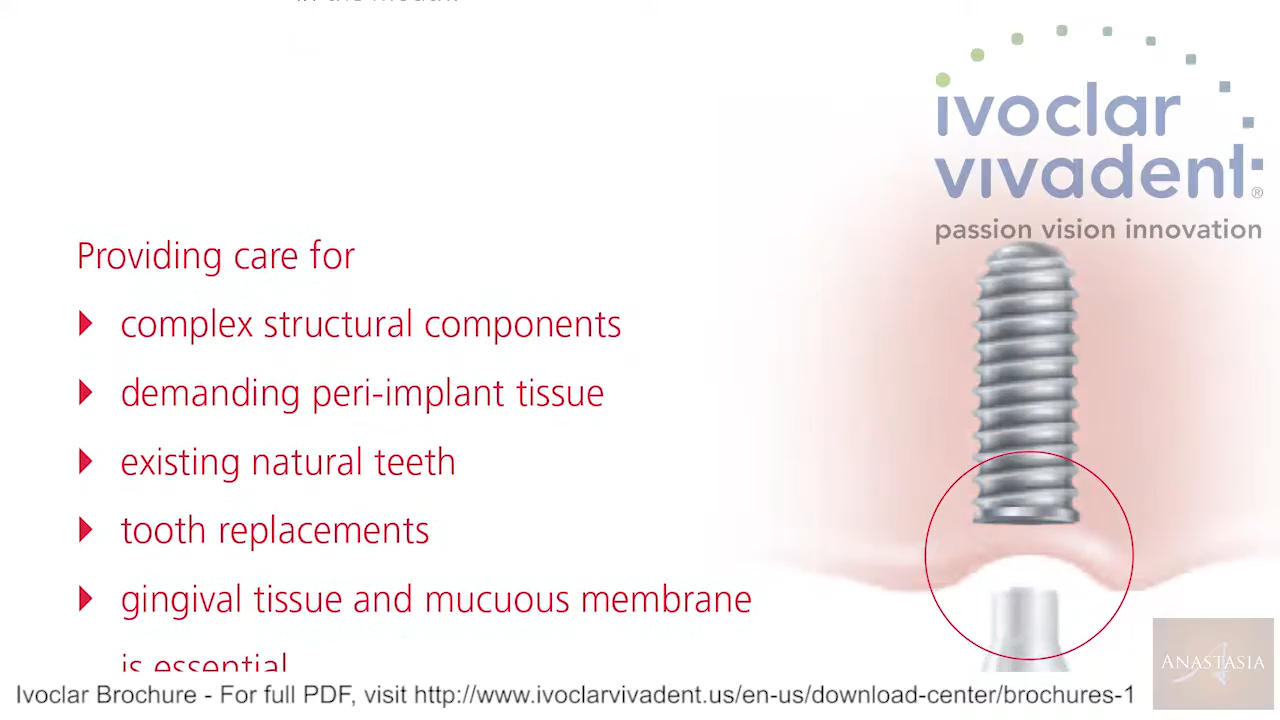 ivoclar
vivadent®
passion vision innovation
Providing care for
complex structural components
demanding peri-implant tissue
existing natural teeth
tooth replacements
gingival tissue and mucuous membrane
is essential
Ivoclar Brochure - For full PDF, visit http://www.ivoclarvivadent.us/en-us/download-center/brochures-1
ANASTASIA